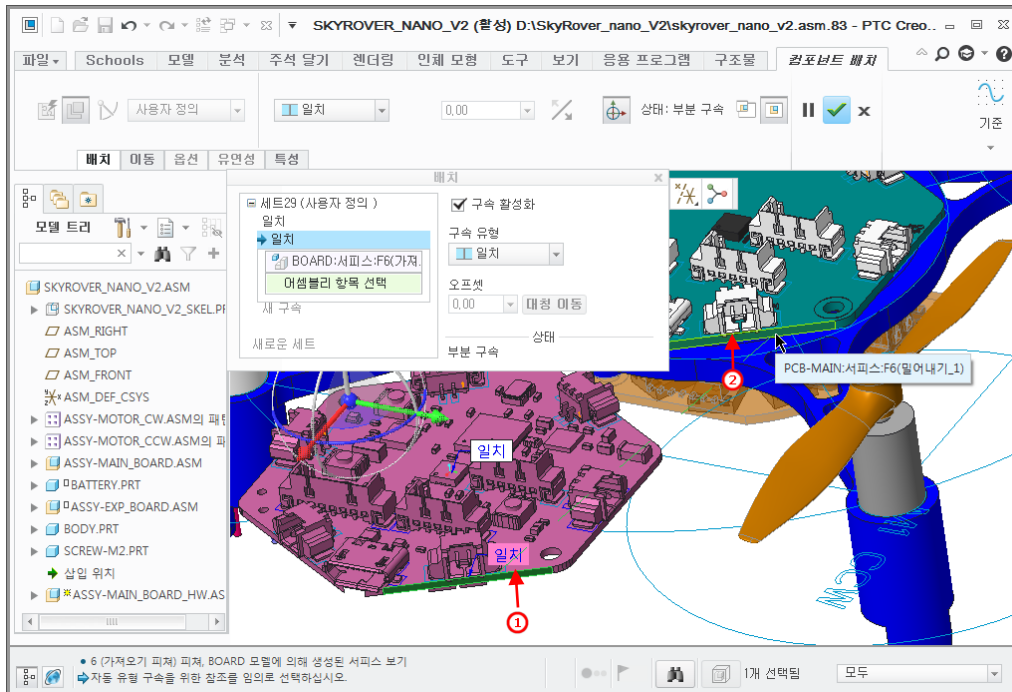 SKYROVER_NANO_V2 (활성) D:\SkyRover_nano_V2\skyrover_nano_v2.asm.83 - PTC Creo..
파일 Schools 모델 분석 주석 달기 렌더링 인체 모형 도구 보기 응용 프로그램 구조물 컴포넌트 배치
사용자 정의 일치 0,00 상태: 부분 구속
기준
배치 이동 옵션 유연성 특성
배치
세트29 (사용자 정의 )
일치
일치
BOARD:서피스:F6(가져.
어셈블리 항목 선택
새 구속
새로운 세트
구속 활성화
구속 유형
일치
오프셋
0,00 대칭 이동
상태
부분 구속
모델 트리
SKYROVER_NANO_V2.ASM
SKYROVER_NANO_V2_SKEL.PR
ASM_RIGHT
ASM_TOP
ASM_FRONT
ASM_DEF_CSYS
ASSY-MOTOR_CW.ASM의 패턴
ASSY-MOTOR_CCW.ASM의 패
ASSY-MAIN_BOARD.ASM
BATTERY.PRT
ASSY-EXP_BOARD.ASM
BODY.PRT
SCREW-M2.PRT
삽입 위치
ASSY-MAIN_BOARD_HW.AS
2
PCB-MAIN:서피스:F6(밀어내기_1)
일치
일치
1
CCW
6 (가져오기 피쳐) 피쳐, BOARD 모델에 의해 생성된 서피스 보기
자동 유형 구속을 위한 참조를 임의로 선택하십시오.
1개 선택됨 모두